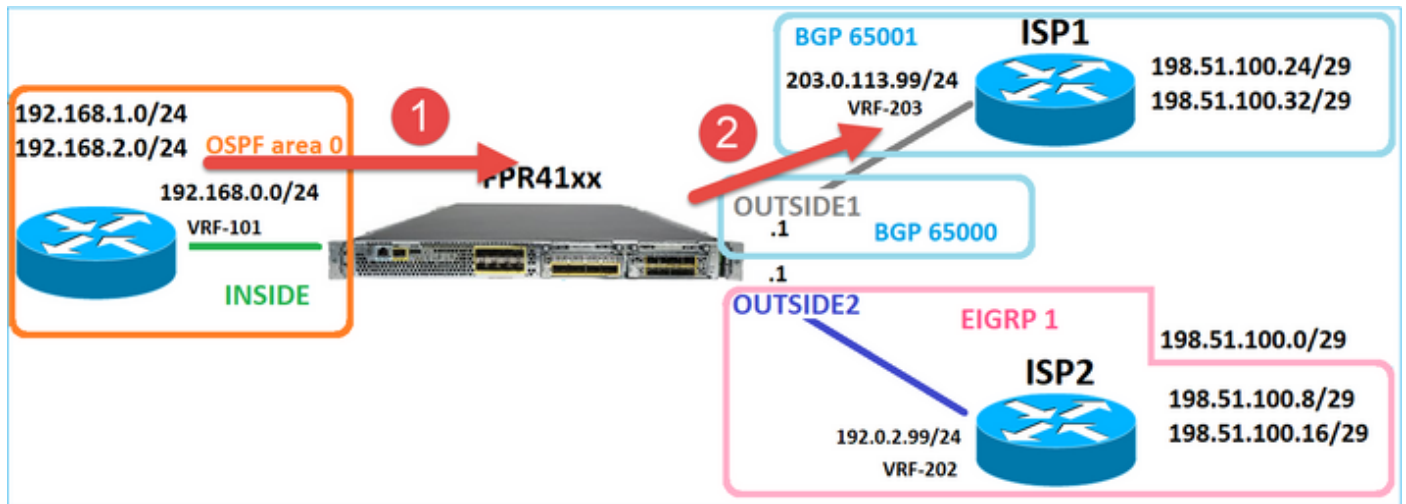 192.168.1.0/24
192.168.2.0/24
OSPF area 0
192.168.0.0/24
VRF-101
INSIDE
1
FPR41xx
2
BGP 65001
ISP1
203.0.113.99/24
VRF-203
198.51.100.24/29
198.51.100.32/29
OUTSIDE1
.1
BGP 65000
.1
OUTSIDE2
EIGRP 1
198.51.100.0/29
ISP2
198.51.100.8/29
198.51.100.16/29
192.0.2.99/24
VRF-202